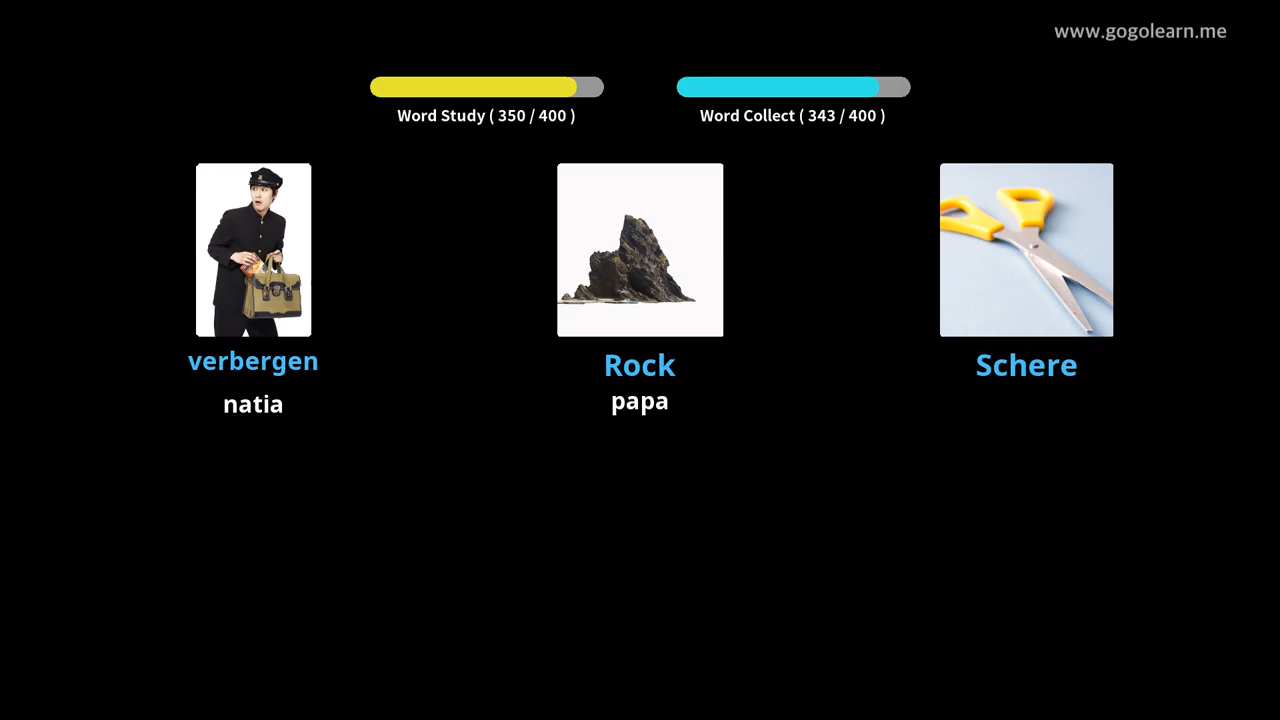 www.gogolearn.me
Word Study ( 350 / 400 )
Word Collect ( 343 / 400 )
verbergen
Rock
Schere
natia
papa